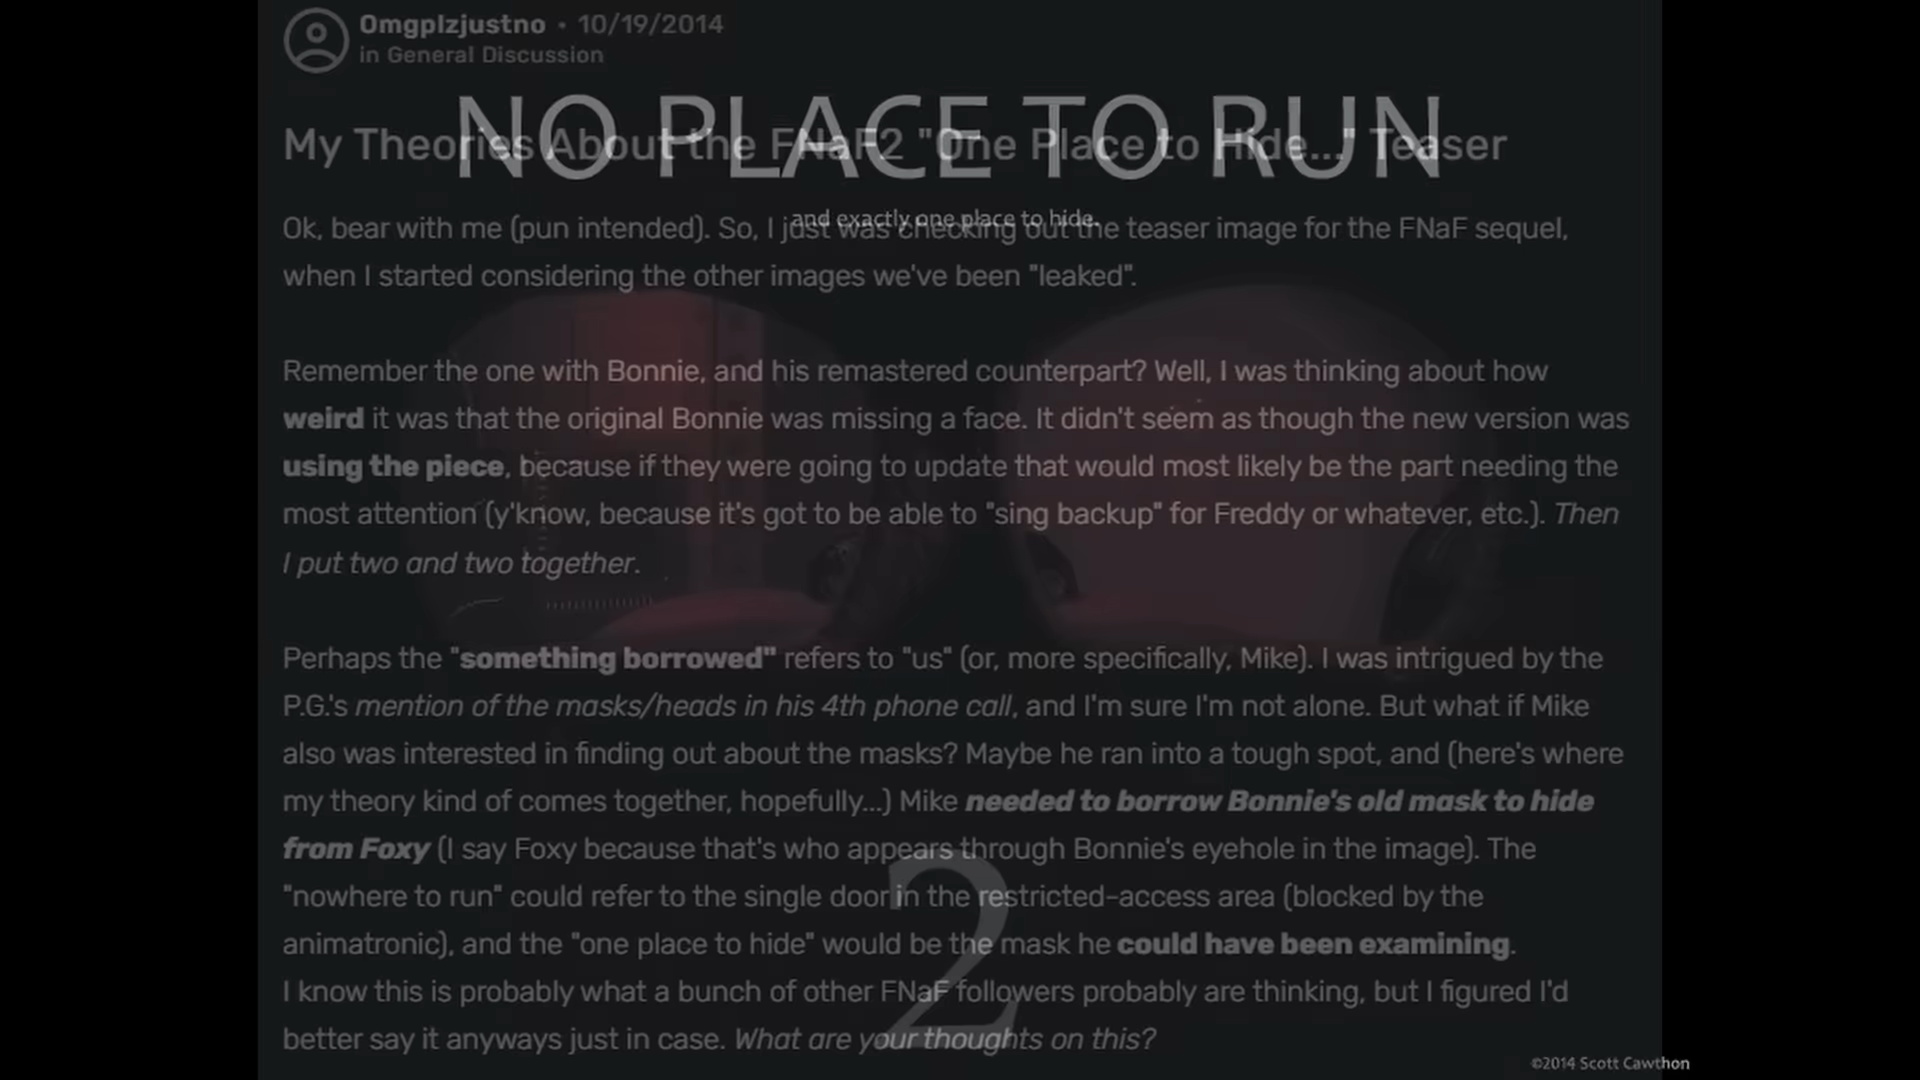 Omgplzjustno • 10/19/2014
in General Discussion
NO PLACE TO RUN
My Theories About the FNaF2 "One Place to Hide..." Teaser
and exactly one place to hide.
Ok, bear with me (pun intended). So, I just was checking out the teaser image for the FNaF sequel,
when I started considering the other images we've been "leaked".
Remember the one with Bonnie, and his remastered counterpart? Well, I was thinking about how
weird it was that the original Bonnie was missing a face. It didn't seem as though the new version was
using the piece, because if they were going to update that would most likely be the part needing the
most attention (y'know, because it's got to be able to "sing backup" for Freddy or whatever, etc.). Then
I put two and two together.
Perhaps the "something borrowed" refers to "us" (or, more specifically, Mike). I was intrigued by the
P.G.'s mention of the masks/heads in his 4th phone call, and I'm sure I'm not alone. But what if Mike
also was interested in finding out about the masks? Maybe he ran into a tough spot, and (here's where
my theory kind of comes together, hopefully...) Mike needed to borrow Bonnie's old mask to hide
from Foxy (I say Foxy because that's who appears through Bonnie's eyehole in the image). The
"nowhere to run" could refer to the single door in the restricted-access area (blocked by the
animatronic), and the "one place to hide" would be the mask he could have been examining.
I know this is probably what a bunch of other FNaF followers probably are thinking, but I figured I'd
better say it anyways just in case. What are your thoughts on this?
2
©2014 Scott Cawthon